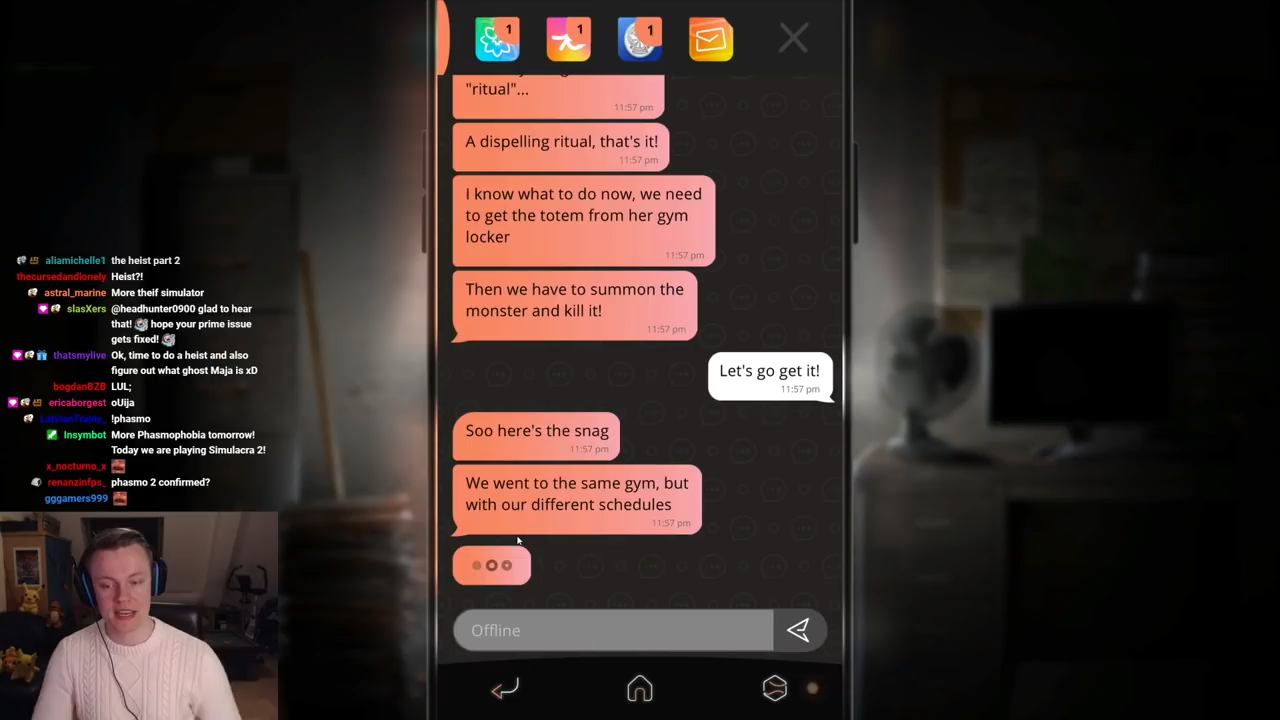 1
1
1
"ritual"...
11:57 pm
A dispelling ritual, that's it!
11:57 pm
I know what to do now, we need
to get the totem from her gym
locker
11:57 pm
Then we have to summon the
monster and kill it!
11:57 pm
Let's go get it!
11:57 pm
Soo here's the snag
11:57 pm
We went to the same gym, but
with our different schedules
11:57 pm
Offline
aliamichelle1 the heist part 2
thecursedandlonely Heist?!
astral_marine More theif simulator
slasXers @headhunter0900 glad to hear
that! hope your prime issue
gets fixed!
thatsmylive Ok, time to do a heist and also
figure out what ghost Maja is xD
bogdanBZB LUL;
ericaborgest oUija
!phasmo
Insymbot More Phasmophobia tomorrow!
Today we are playing Simulacra 2!
x_nocturno_x
renanzinfps_ phasmo 2 confirmed?
gggamers999